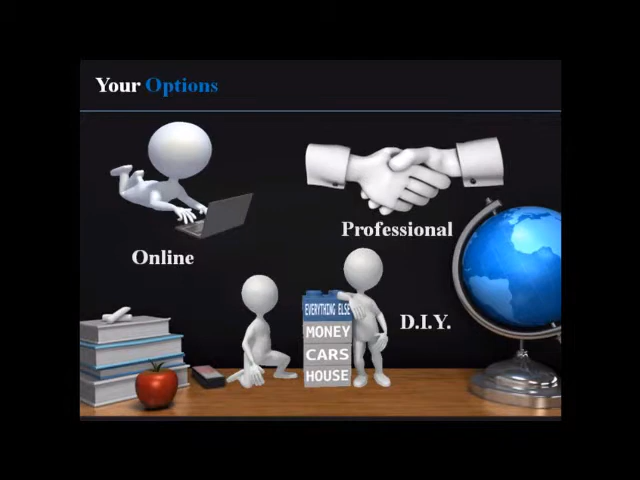 Your Options
Professional
Online
EVERYTHING ELSE
D.I.Y.
MONEY
CARS
HOUSE